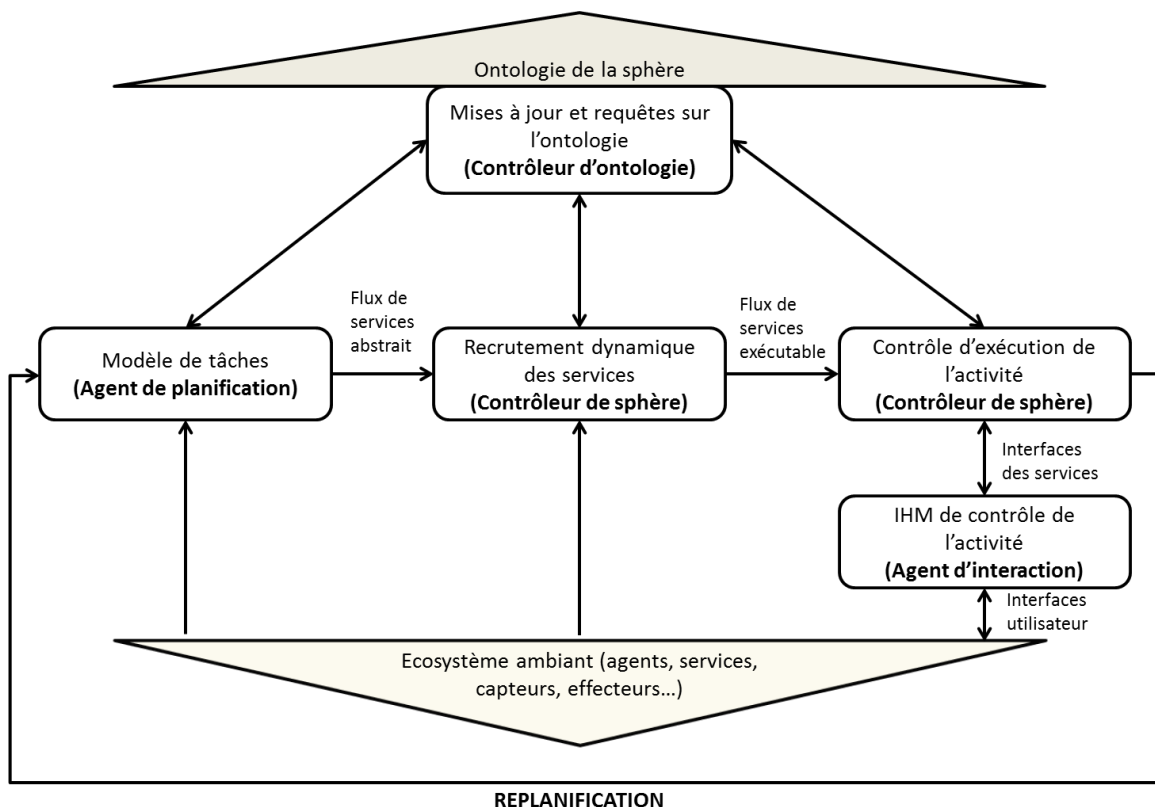 Ontologie de la sphère
Mises à jour et requêtes sur
l’ontologie
(Contrôleur d’ontologie)
Flux de
services
abstrait
Flux de
services
exécutable
Modèle de tâches
(Agent de planification)
Recrutement dynamique
des services
(Contrôleur de sphère)
Contrôle d’exécution de
l’activité
(Contrôleur de sphère)
Interfaces
des services
IHM de contrôle de
l’activité
(Agent d’interaction)
Interfaces
utilisateur
Ecosystème ambiant (agents, services,
capteurs, effecteurs…)
REPLANIFICATION